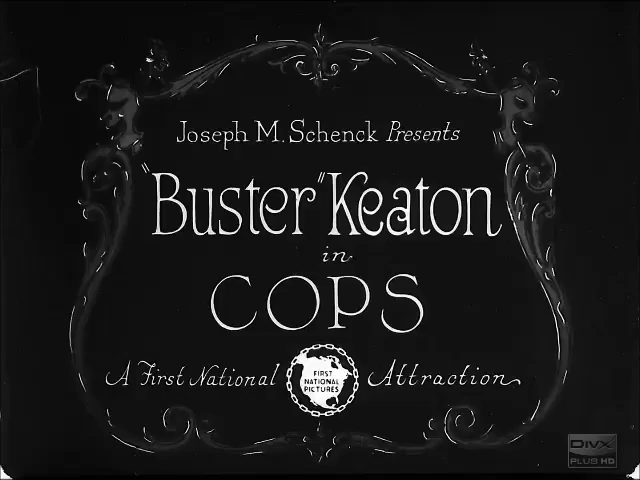 Joseph M. Schenck Presents
"Buster" Keaton
in
COPS
A First National Attraction
FIRST
NATIONAL
PICTURES
DIVX
PLUS HD